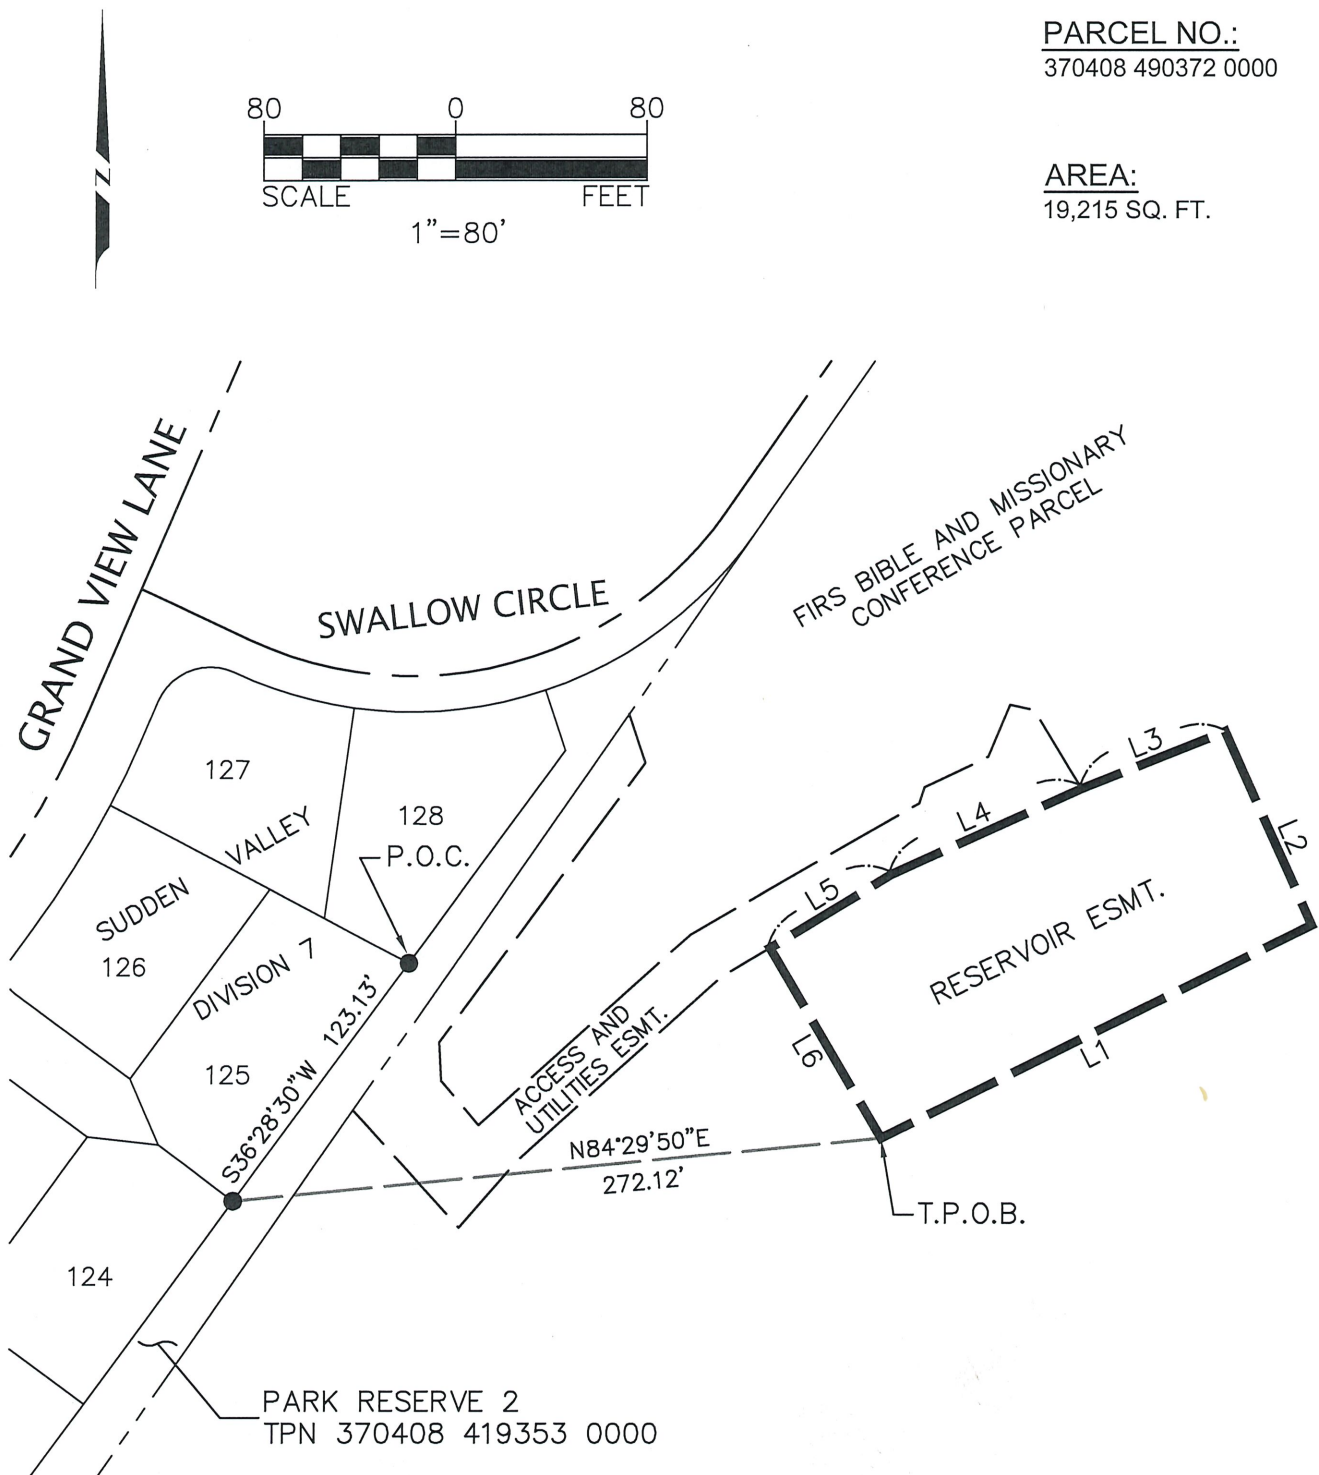 PARCEL NO.:
370408 490372 0000
80 0 80
SCALE FEET
1"=80'
N
AREA:
19,215 SQ. FT.
GRAND VIEW LANE
SWALLOW CIRCLE
FIRS BIBLE AND MISSIONARY
CONFERENCE PARCEL
127
128
SUDDEN VALLEY
DIVISION 7
P.O.C.
126
125
124
S36°28'30"W 123.13'
ACCESS AND
UTILITIES ESMT.
L3
L4
L5
L2
RESERVOIR ESMT.
L6
L1
N84°29'50"E
272.12'
T.P.O.B.
PARK RESERVE 2
TPN 370408 419353 0000